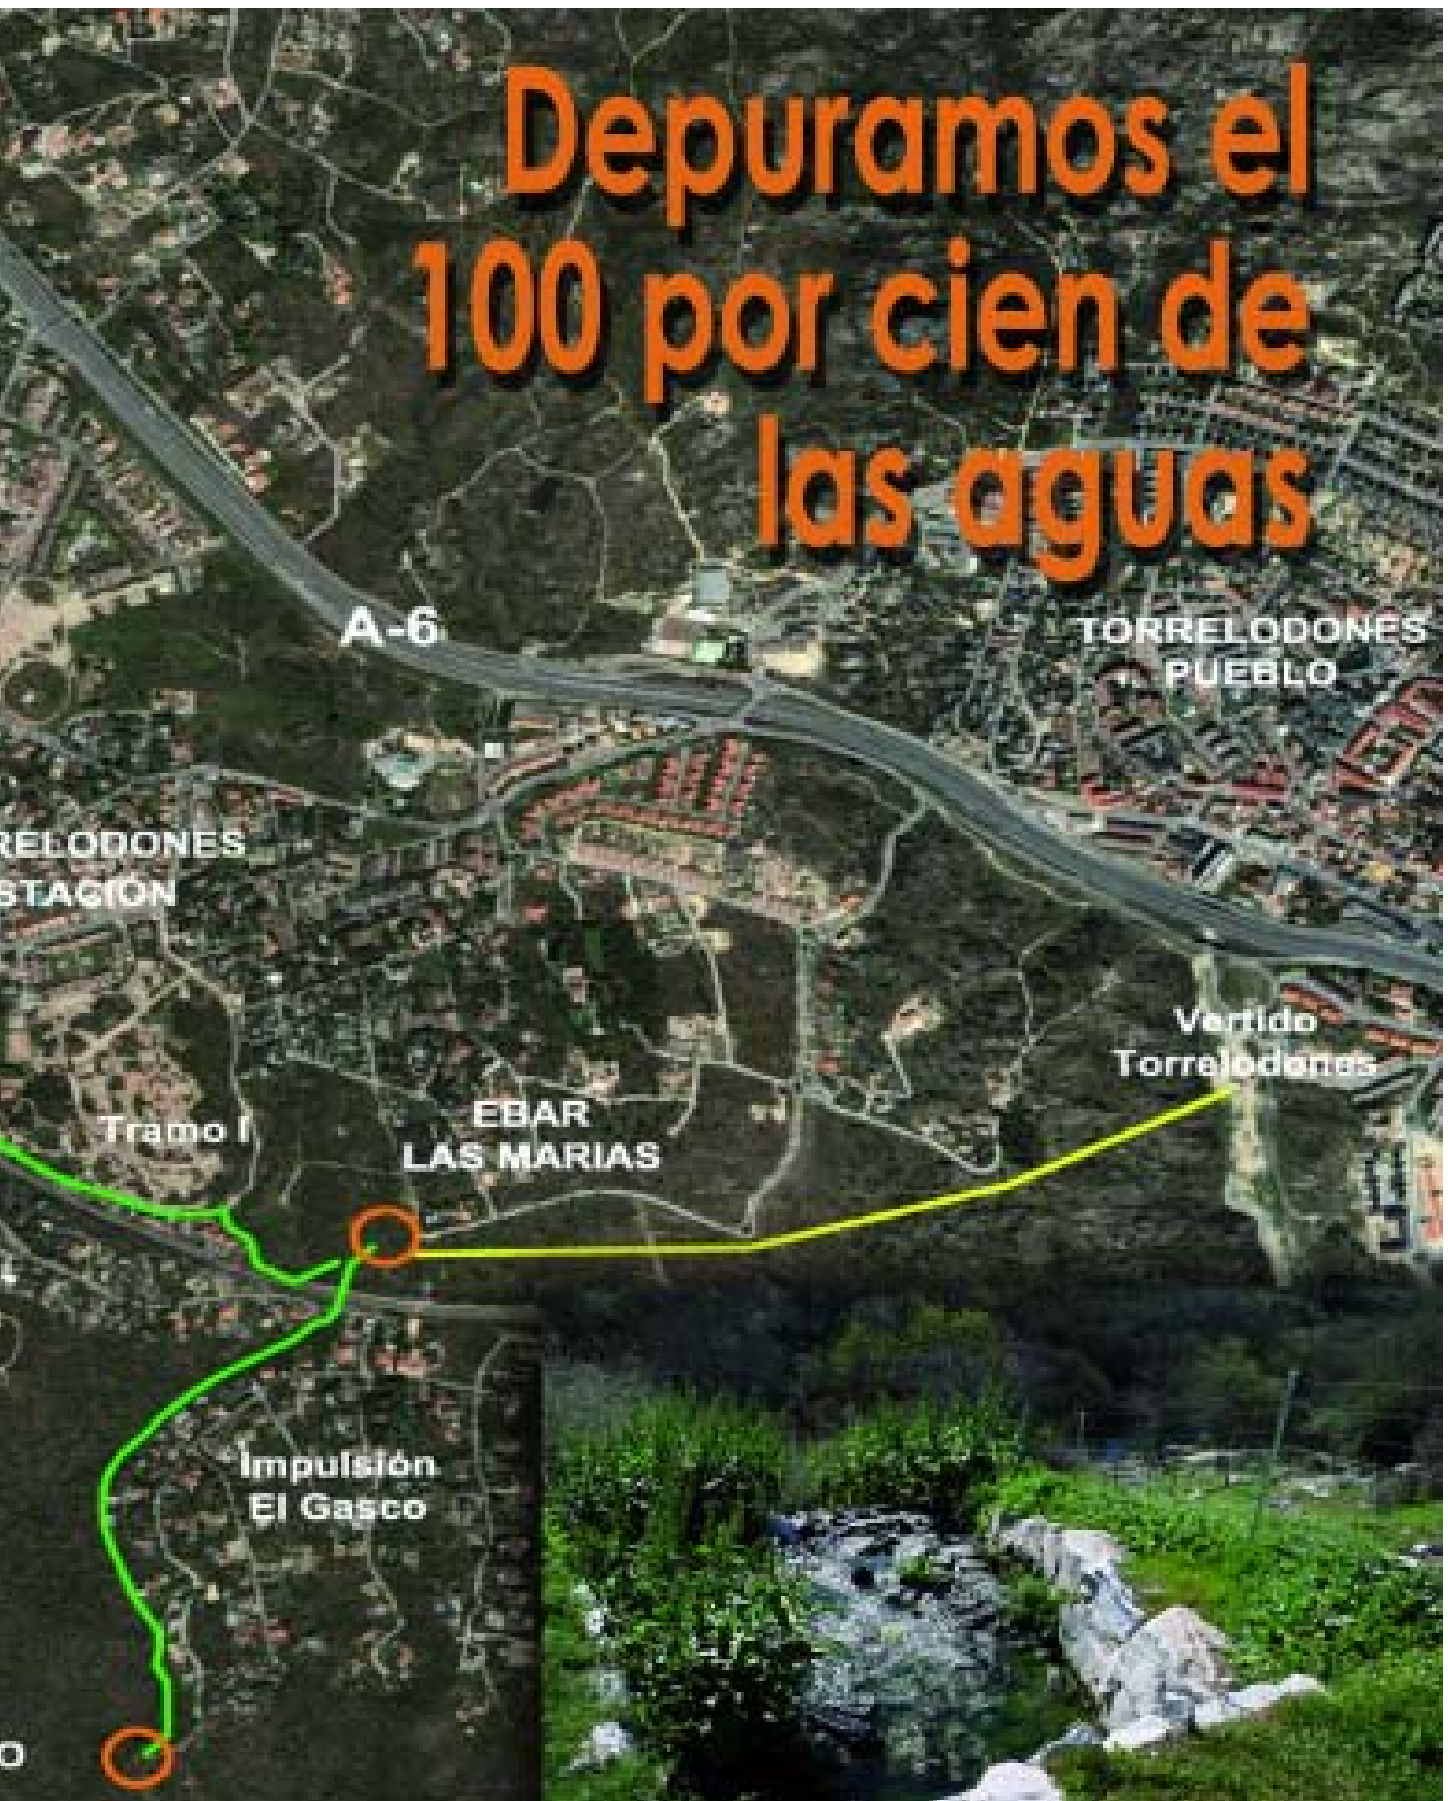 Depuramos el
100 por cien de
las aguas
A-6
TORRELODONES
PUEBLO
RELODONES
STACIÓN
Vertido
Torrelodones
Tramo I
EBAR
LAS MARIAS
Impulsión
El Gasco
O